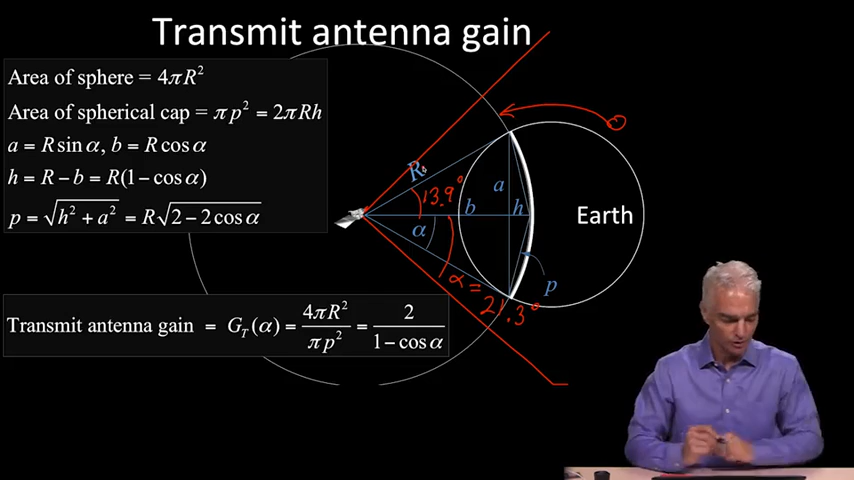 Transmit antenna gain
Area of sphere = 4πR²
Area of spherical cap = πp² = 2πRh
a = R sin α, b = R cos α
h = R − b = R(1 − cos α)
p = √(h² + a²) = R√(2 − 2cos α)
R
13.9°
a
b
h
α
Earth
α =
21.3°
p
Transmit antenna gain = G_T(α) = 4πR² / πp² = 2 / (1 − cos α)